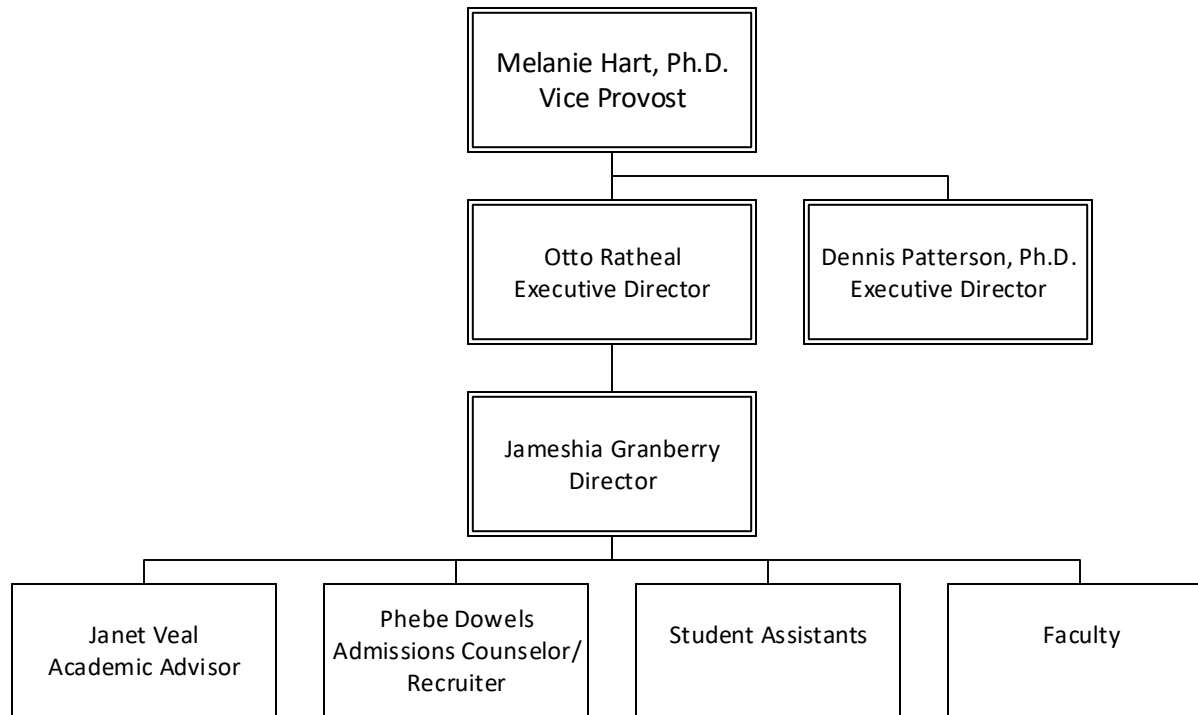 Melanie Hart, Ph.D.
Vice Provost
Otto Ratheal
Executive Director
Dennis Patterson, Ph.D.
Executive Director
Jameshia Granberry
Director
Janet Veal
Academic Advisor
Phebe Dowels
Admissions Counselor/
Recruiter
Student Assistants
Faculty